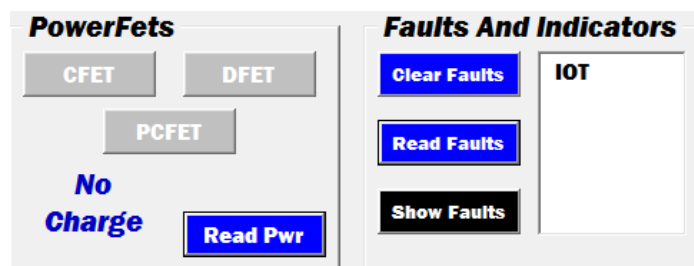 PowerFets
CFET DFET
PCFET
No
Charge
Read Pwr
Faults And Indicators
Clear Faults
Read Faults
Show Faults
IOT